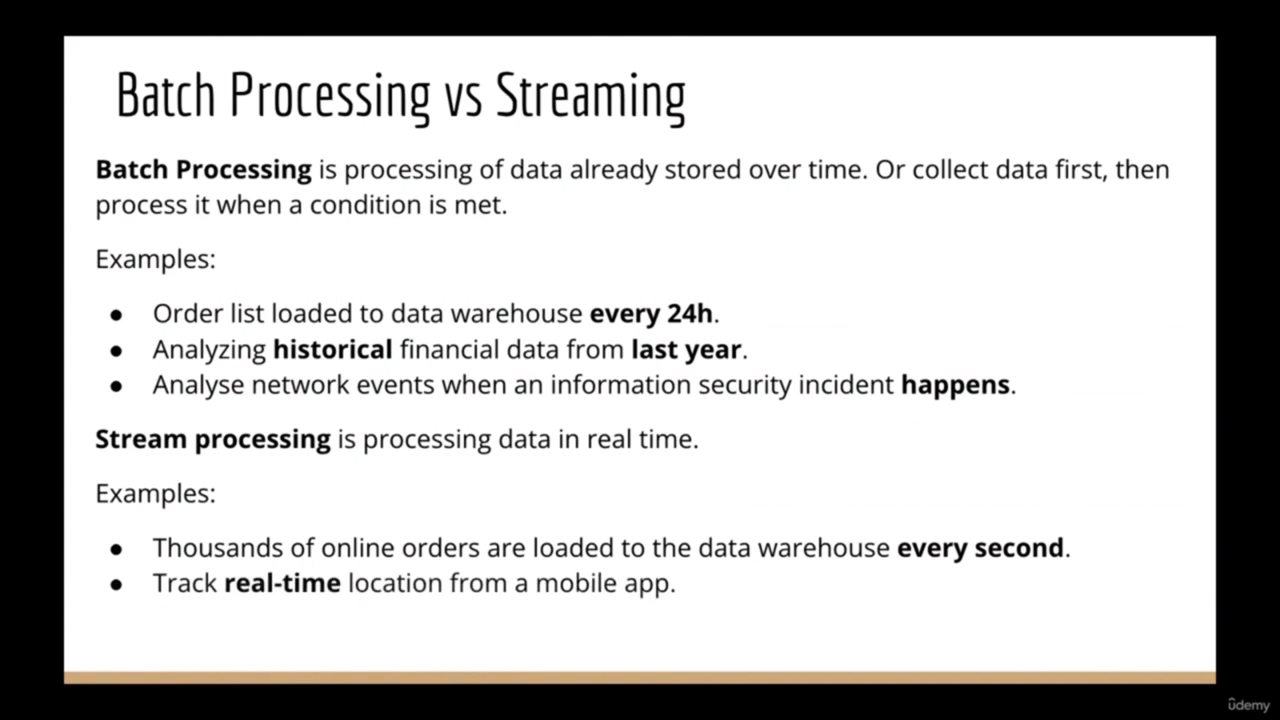 Batch Processing vs Streaming
Batch Processing is processing of data already stored over time. Or collect data first, then
process it when a condition is met.
Examples:
● Order list loaded to data warehouse every 24h.
● Analyzing historical financial data from last year.
● Analyse network events when an information security incident happens.
Stream processing is processing data in real time.
Examples:
● Thousands of online orders are loaded to the data warehouse every second.
● Track real-time location from a mobile app.
ûdemy